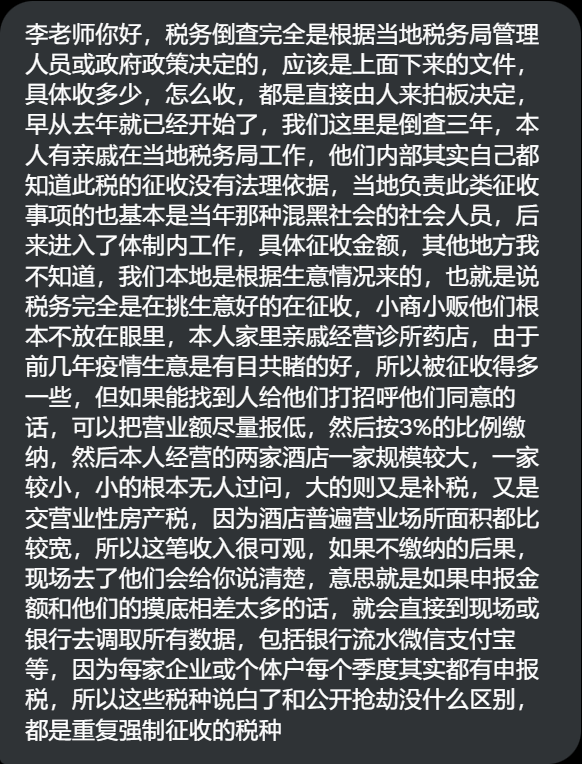 李老师你好，税务倒查完全是根据当地税务局管理
人员或政府政策决定的，应该是上面下来的文件，
具体收多少，怎么收，都是直接由人来拍板决定，
早从去年就已经开始了，我们这里是倒查三年，本
人有亲戚在当地税务局工作，他们内部其实自己都
知道此税的征收没有法理依据，当地负责此类征收
事项的也基本是当年那种混黑社会的社会人员，后
来进入了体制内工作，具体征收金额，其他地方我
不知道，我们本地是根据生意情况来的，也就是说
税务完全是在挑生意好的在征收，小商小贩他们根
本不放在眼里，本人家里亲戚经营诊所药店，由于
前几年疫情生意是有目共睹的好，所以被征收得多
一些，但如果能找到人给他们打招呼他们同意的
话，可以把营业额尽量报低，然后按3%的比例缴
纳，然后本人经营的两家酒店一家规模较大，一家
较小，小的根本无人过问，大的则又是补税，又是
交营业性房产税，因为酒店普遍营业场所面积都比
较宽，所以这笔收入很可观，如果不缴纳的后果，
现场去了他们会给你说清楚，意思就是如果申报金
额和他们的摸底相差太多的话，就会直接到现场或
银行去调取所有数据，包括银行流水微信支付宝
等，因为每家企业或个体户每个季度其实都有申报
税，所以这些税种说白了和公开抢劫没什么区别，
都是重复强制征收的税种